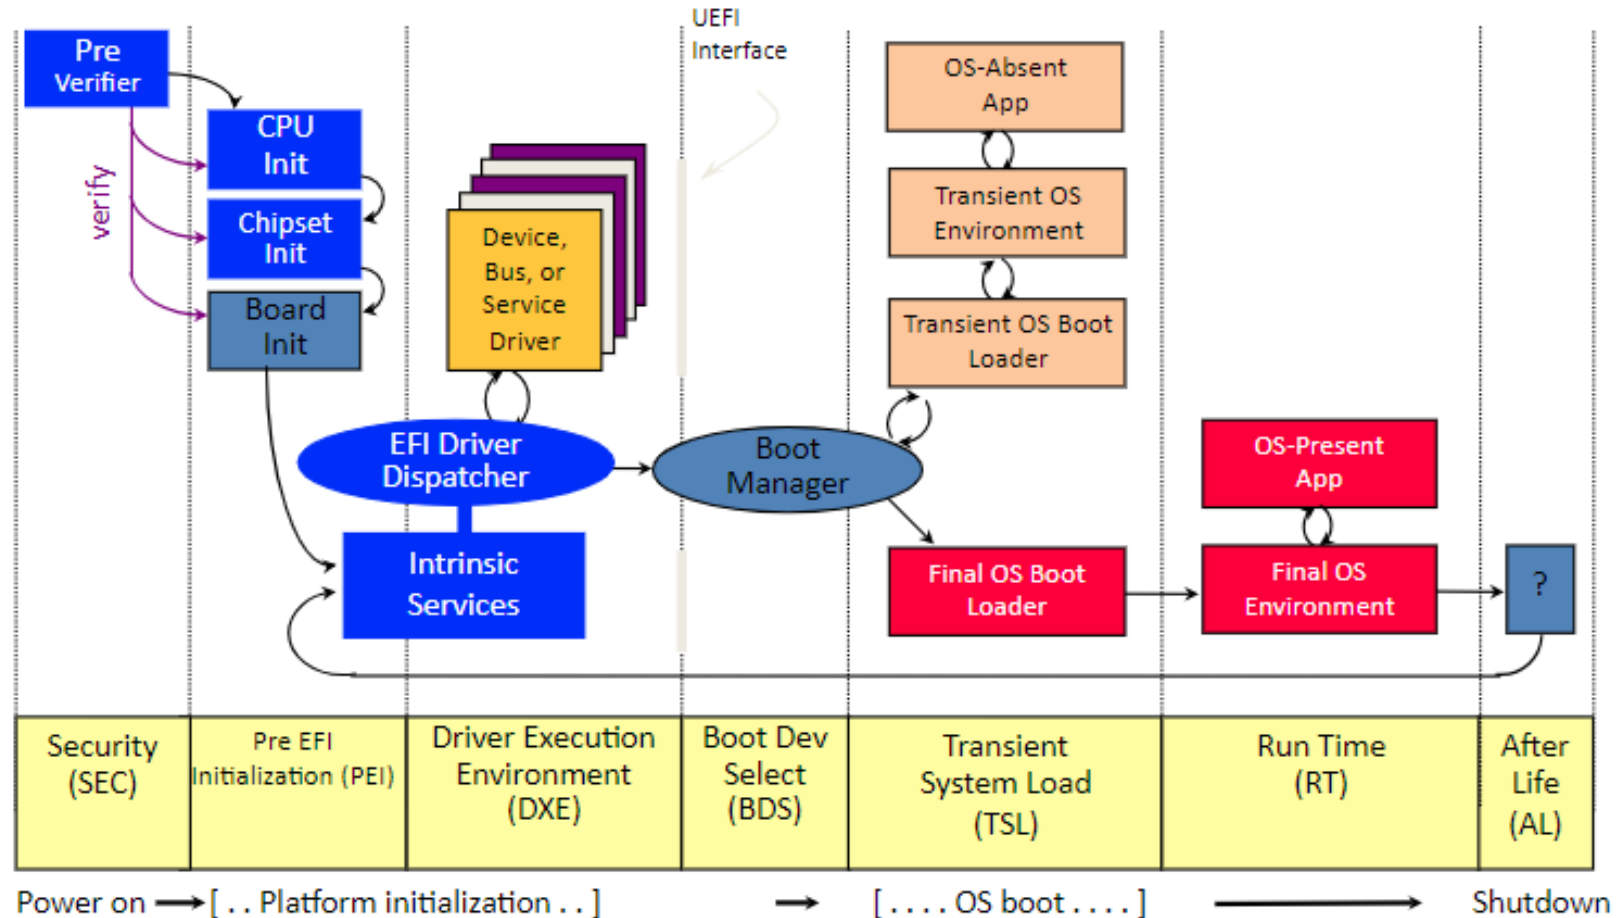 UEFI
Interface
Pre
Verifier
verify
CPU
Init
Chipset
Init
Board
Init
Device,
Bus, or
Service
Driver
EFI Driver
Dispatcher
Intrinsic
Services
Boot
Manager
OS-Absent
App
Transient OS
Environment
Transient OS Boot
Loader
Final OS Boot
Loader
OS-Present
App
Final OS
Environment
?
Security
(SEC)
Pre EFI
Initialization (PEI)
Driver Execution
Environment
(DXE)
Boot Dev
Select
(BDS)
Transient
System Load
(TSL)
Run Time
(RT)
After
Life
(AL)
Power on [ . . Platform initialization . . ] [ . . . . OS boot . . . . ] Shutdown